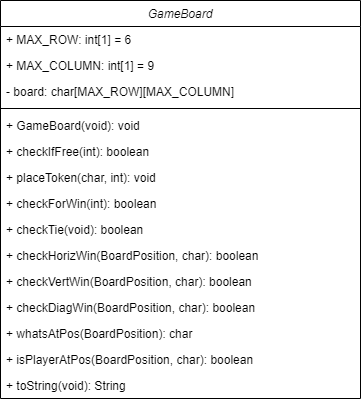 GameBoard
+ MAX_ROW: int[1] = 6
+ MAX_COLUMN: int[1] = 9
- board: char[MAX_ROW][MAX_COLUMN]
+ GameBoard(void): void
+ checkIfFree(int): boolean
+ placeToken(char, int): void
+ checkForWin(int): boolean
+ checkTie(void): boolean
+ checkHorizWin(BoardPosition, char): boolean
+ checkVertWin(BoardPosition, char): boolean
+ checkDiagWin(BoardPosition, char): boolean
+ whatsAtPos(BoardPosition): char
+ isPlayerAtPos(BoardPosition, char): boolean
+ toString(void): String